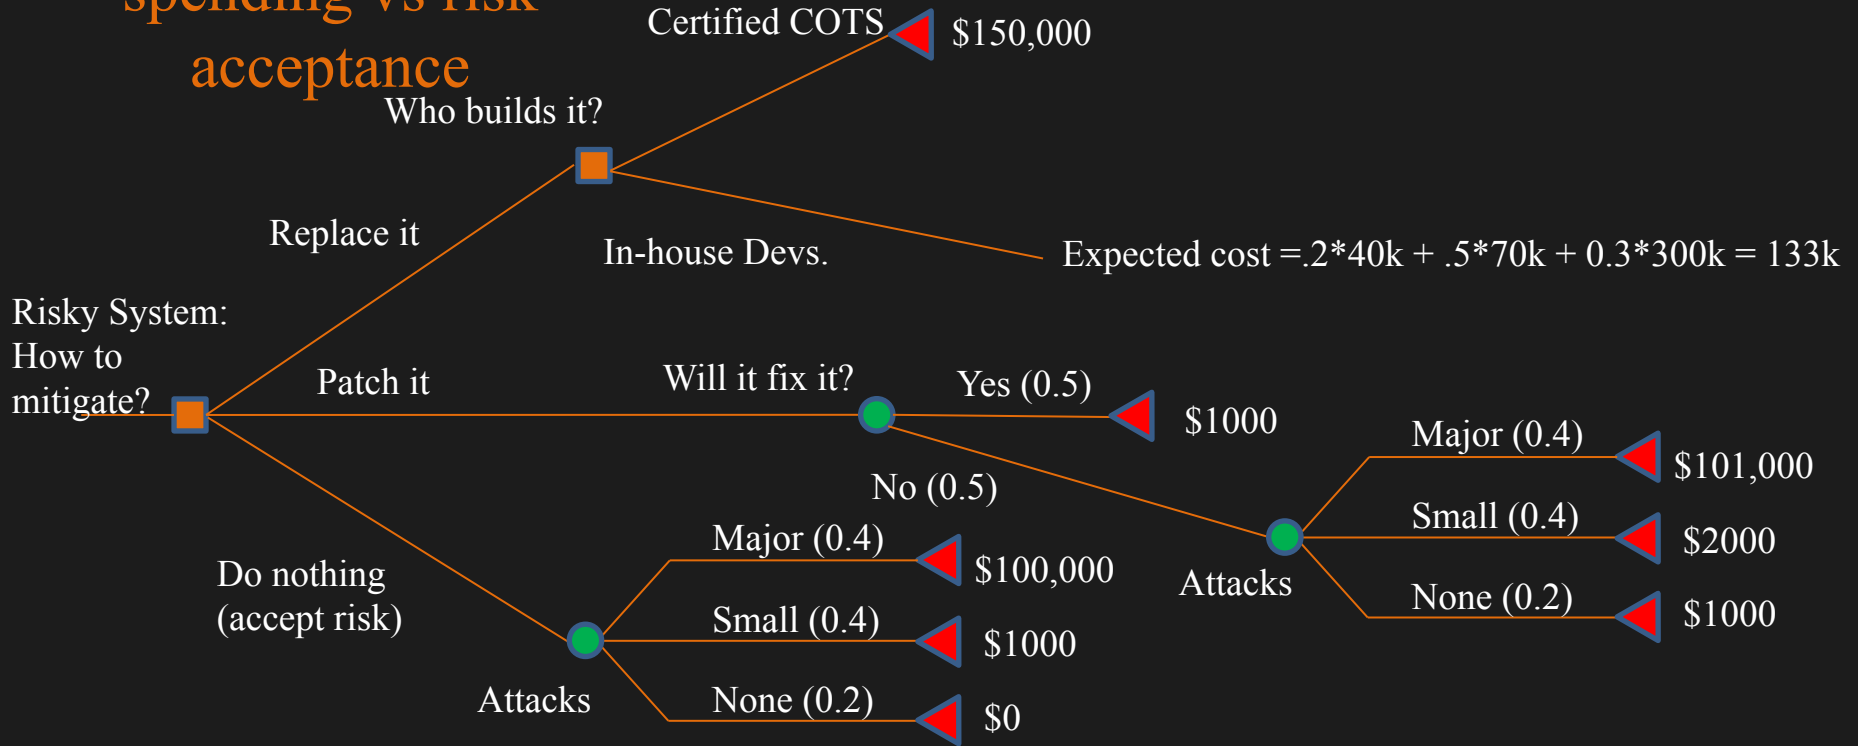 spending vs risk
acceptance
Certified COTS
$150,000
Who builds it?
Replace it
In-house Devs.
Expected cost =.2*40k + .5*70k + 0.3*300k = 133k
Risky System:
How to
mitigate?
Patch it
Will it fix it?
Yes (0.5)
$1000
No (0.5)
Major (0.4)
$101,000
Small (0.4)
$2000
None (0.2)
$1000
Attacks
Do nothing
(accept risk)
Major (0.4)
$100,000
Small (0.4)
$1000
None (0.2)
$0
Attacks